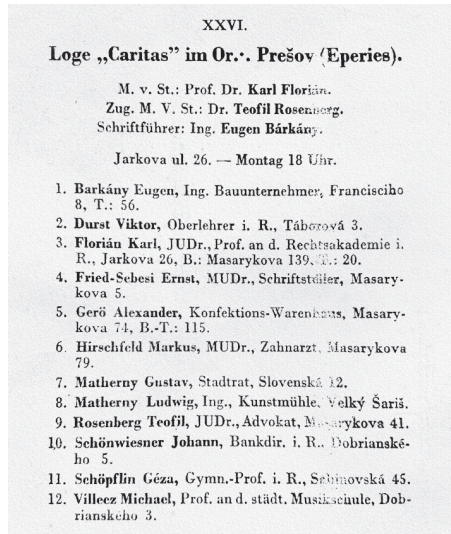 XXVI.
Loge „Caritas” im Or.·. Prešov (Eperies).
M. v. St.: Prof. Dr. Karl Florián.
Zug. M. V. St.: Dr. Teofil Rosenberg.
Schriftführer: Ing. Eugen Bárkány.
Jarkova ul. 26. — Montag 18 Uhr.
1. Barkány Eugen, Ing. Bauunternehmer, Francisciho
8, T.: 56.
2. Durst Viktor, Oberlehrer i. R., Táborová 3.
3. Florián Karl, JUDr., Prof. an d. Rechtsakademie i.
R., Jarkova 26, B.: Masarykova 139, T.: 20.
4. Fried-Sebesi Ernst, MUDr., Schriftsteller, Masary-
kova 5.
5. Gerö Alexander, Konfektions-Warenhaus, Masary-
kova 74, B.-T.: 115.
6. Hirschfeld Markus, MUDr., Zahnarzt, Masarykova
79.
7. Matherny Gustav, Stadtrat, Slovenská 12.
8. Matherny Ludwig, Ing., Kunstmühle, Velký Šariš.
9. Rosenberg Teofil, JUDr., Advokat, Masarykova 41.
10. Schönwiesner Johann, Bankdir. i. R., Dobrianské-
ho 5.
11. Schöpflin Géza, Gymn.-Prof. i. R., Sabinovská 45.
12. Villecz Michael, Prof. an d. städt. Musikschule, Dob-
rianskeho 3.